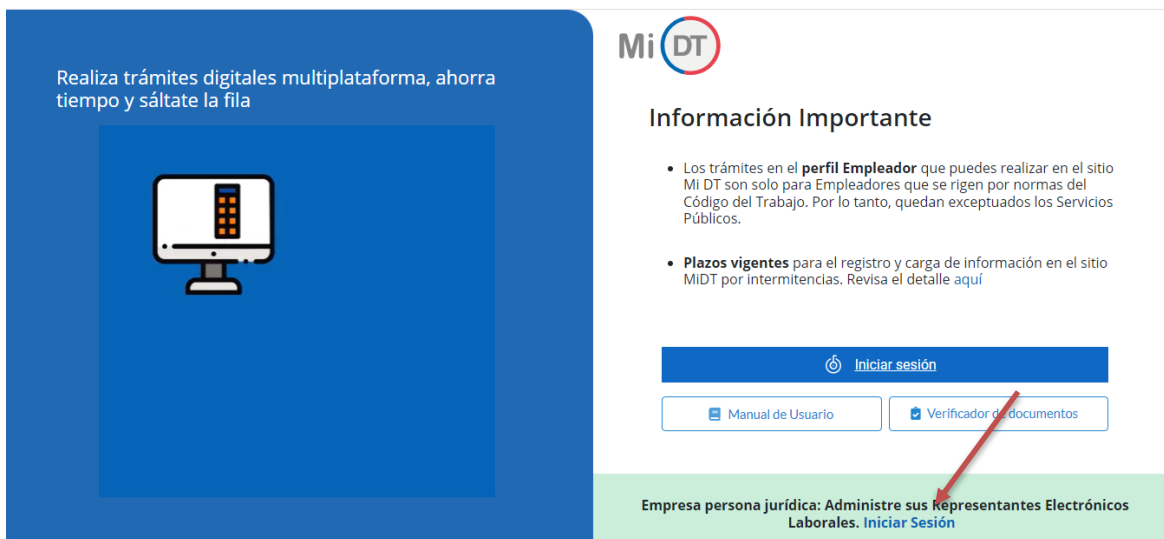 Realiza trámites digitales multiplataforma, ahorra
tiempo y sáltate la fila
Mi DT
Información Importante
• Los trámites en el perfil Empleador que puedes realizar en el sitio
Mi DT son solo para Empleadores que se rigen por normas del
Código del Trabajo. Por lo tanto, quedan exceptuados los Servicios
Públicos.
• Plazos vigentes para el registro y carga de información en el sitio
MiDT por intermitencias. Revisa el detalle aquí
Iniciar sesión
Manual de Usuario
Verificador de documentos
Empresa persona jurídica: Administre sus Representantes Electrónicos
Laborales. Iniciar Sesión